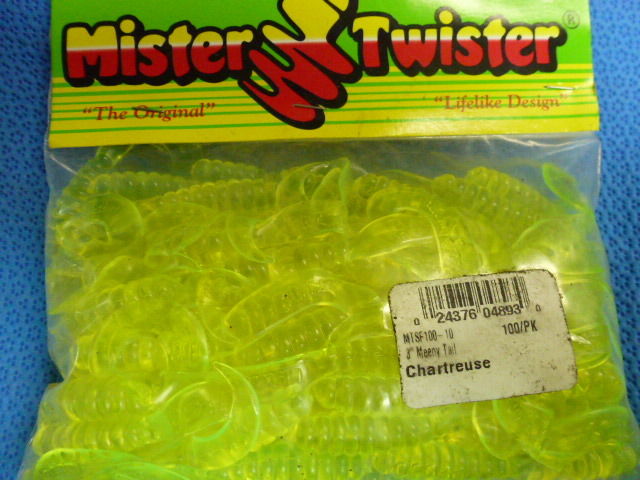 Mister Twister ®
"The Original" "Lifelike Design"
0 24376 04893 0
MTSF100-10 100/PK
3" Meeny Tail
Chartreuse